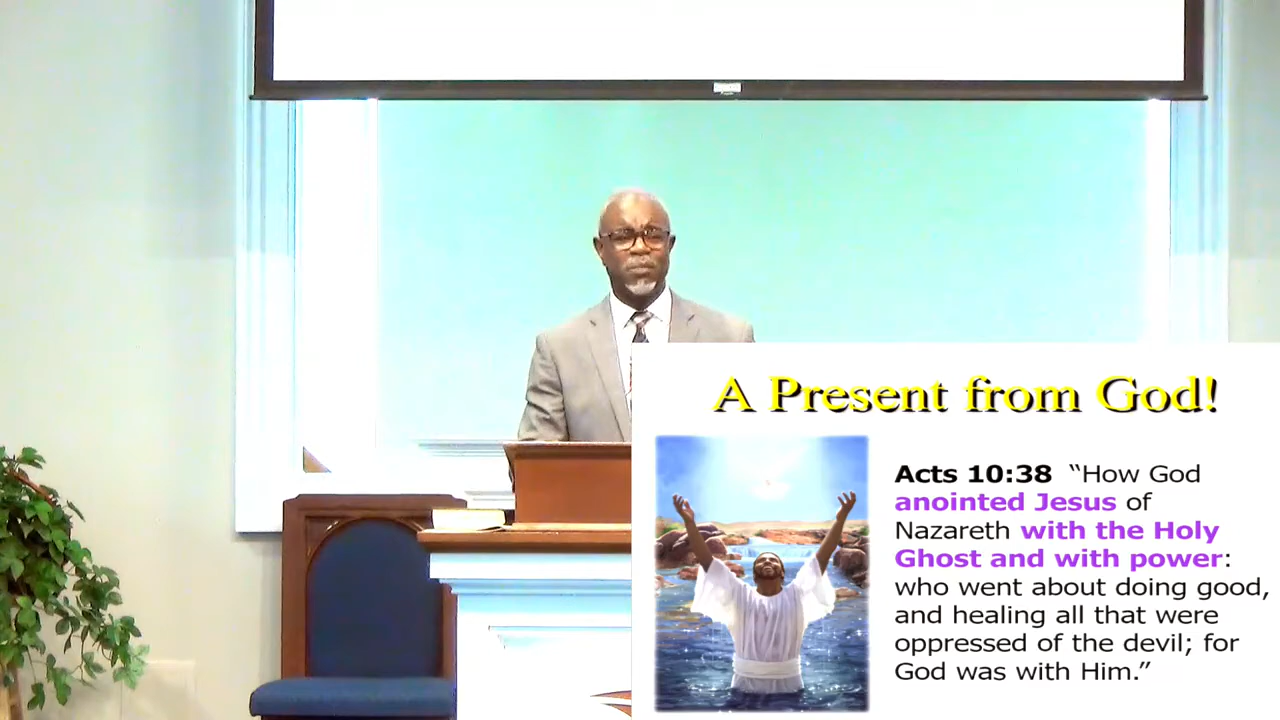 A Present from God!
Acts 10:38 “How God
anointed Jesus of
Nazareth with the Holy
Ghost and with power:
who went about doing good,
and healing all that were
oppressed of the devil; for
God was with Him.”